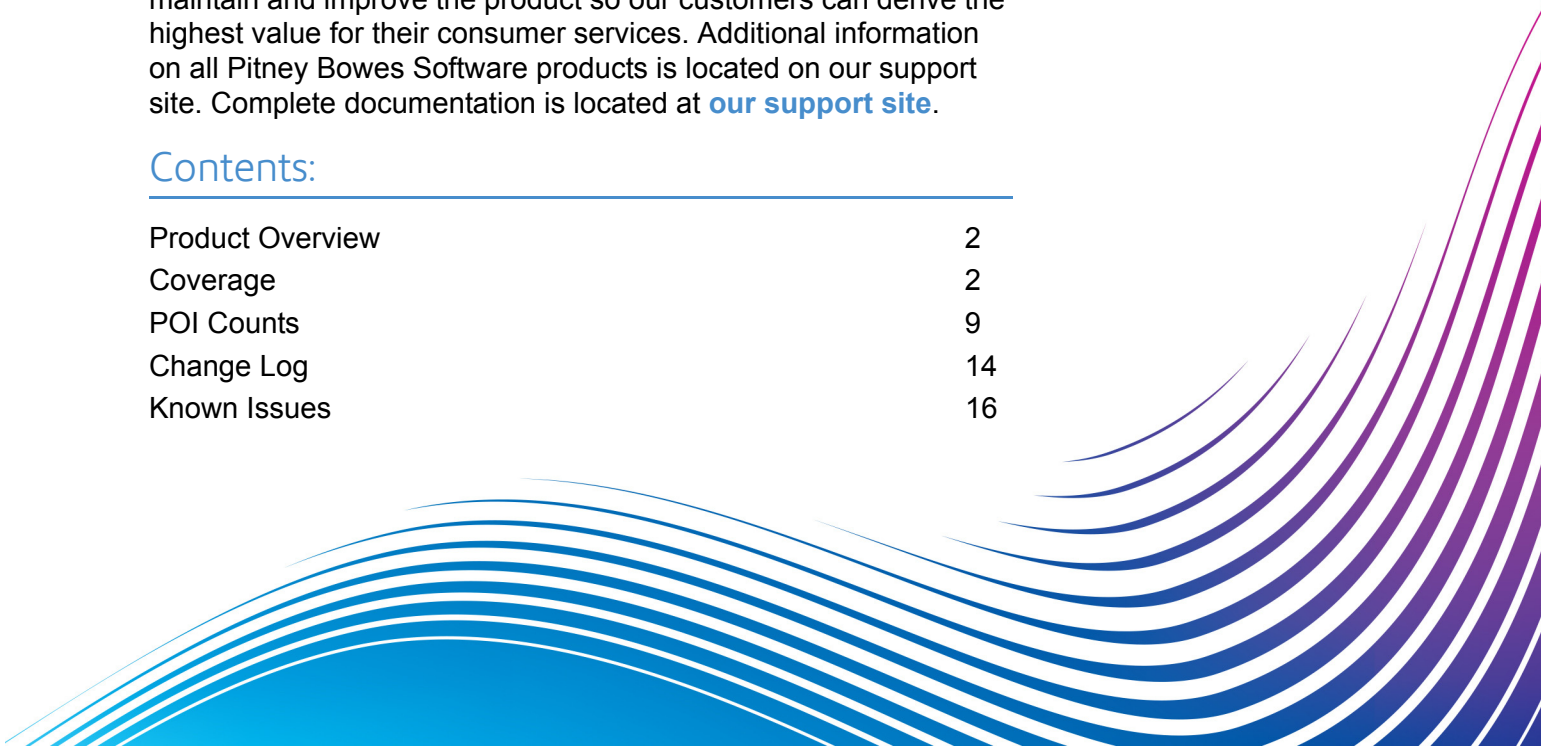 maintain and improve the product so our customers can derive the
highest value for their consumer services. Additional information
on all Pitney Bowes Software products is located on our support
site. Complete documentation is located at our support site.
Contents:
Product Overview 2
Coverage 2
POI Counts 9
Change Log 14
Known Issues 16